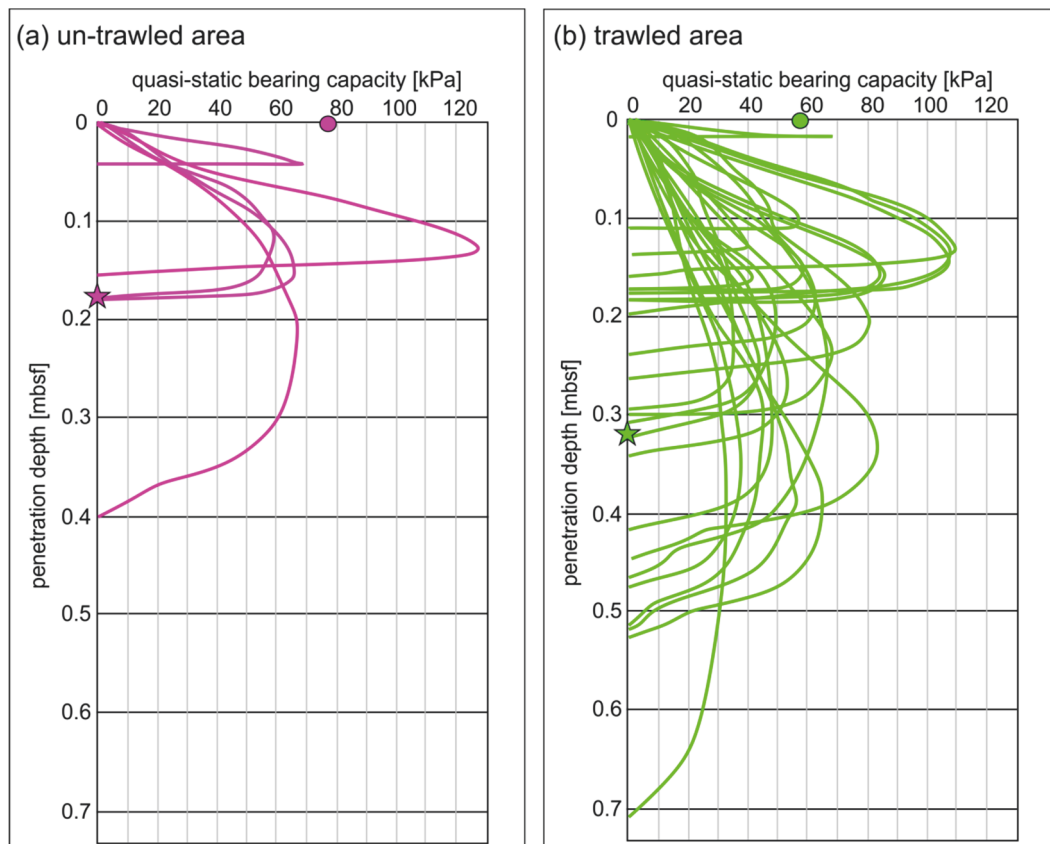 (a) un-trawled area
quasi-static bearing capacity [kPa]
0 20 40 60 80 100 120
0
0.1
0.2
0.3
0.4
0.5
0.6
0.7
penetration depth [mbsf]
(b) trawled area
quasi-static bearing capacity [kPa]
0 20 40 60 80 100 120
0
0.1
0.2
0.3
0.4
0.5
0.6
0.7
penetration depth [mbsf]